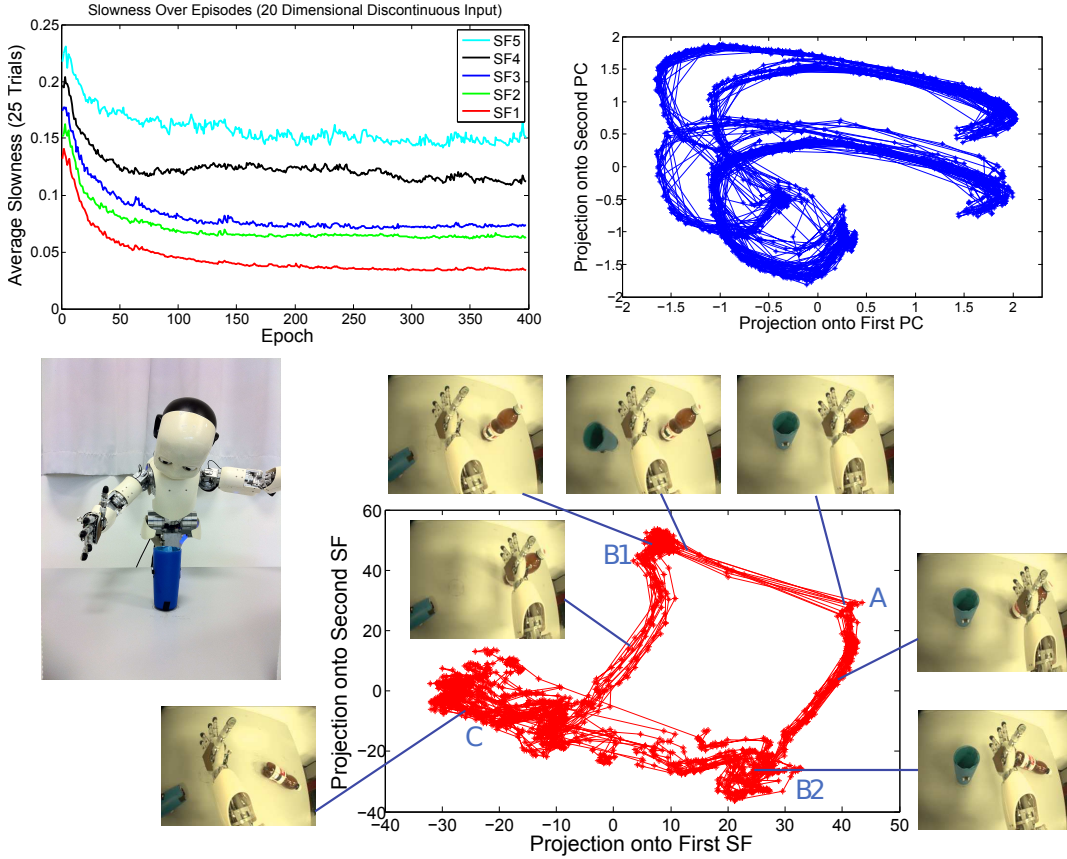 Slowness Over Episodes (20 Dimensional Discontinuous Input)
Average Slowness (25 Trials)
0.25
0.2
0.15
0.1
0.05
0
0 50 100 150 200 250 300 350 400
Epoch
SF5
SF4
SF3
SF2
SF1
Projection onto Second PC
2
1.5
1
0.5
0
−0.5
−1
−1.5
−2
−2 −1.5 −1 −0.5 0 0.5 1 1.5 2
Projection onto First PC
Projection onto Second SF
60
40
20
0
−20
−40
−40 −30 −20 −10 0 10 20 30 40 50
Projection onto First SF
B1
A
C
B2